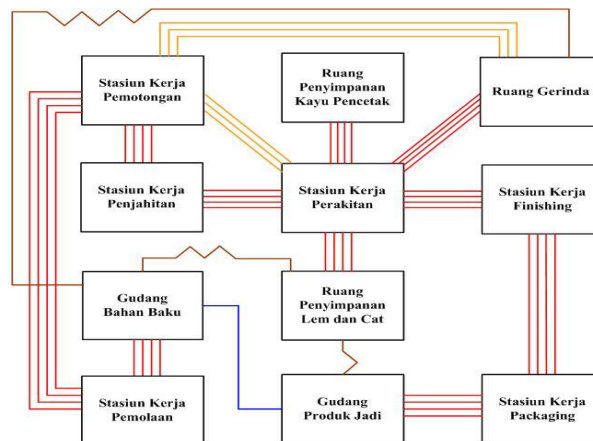 Stasiun Kerja
Pemotongan
Ruang
Penyimpanan
Kayu Pencetak
Ruang Gerinda
Stasiun Kerja
Penjahitan
Stasiun Kerja
Perakitan
Stasiun Kerja
Finishing
Gudang
Bahan Baku
Ruang
Penyimpanan
Lem dan Cat
Stasiun Kerja
Pemolaan
Gudang
Produk Jadi
Stasiun Kerja
Packaging